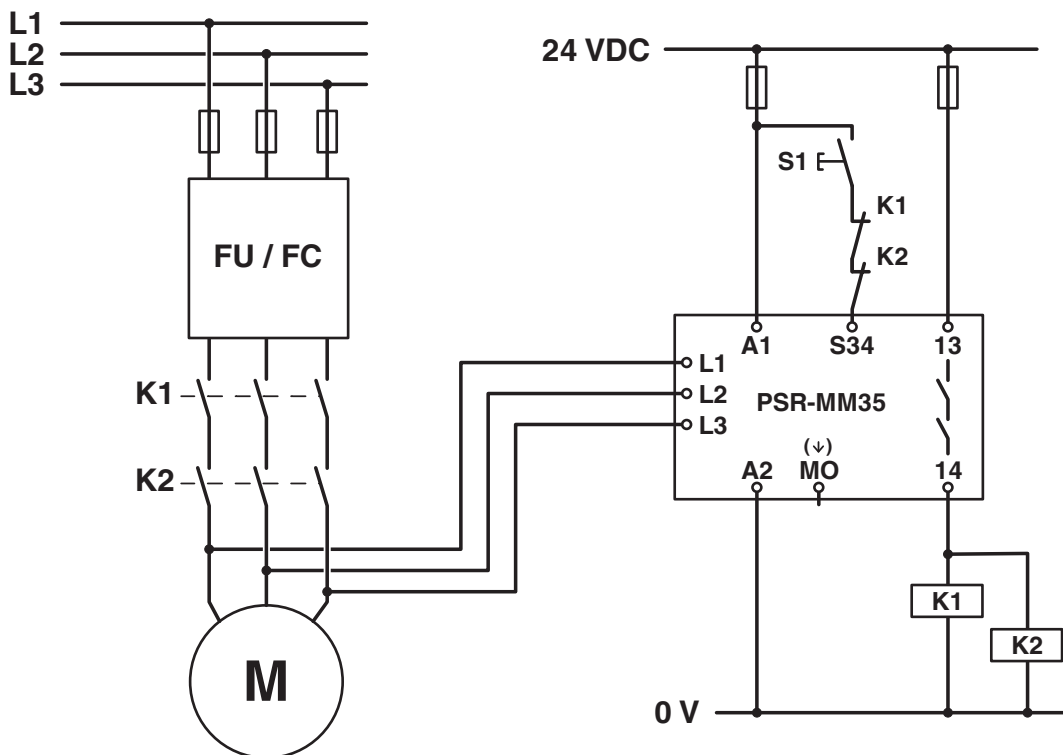 L1
L2
L3
FU / FC
K1
K2
M
24 VDC
S1
K1
K2
A1 S34 13
L1
L2
L3
PSR-MM35
(↓)
A2 MO 14
K1
K2
0 V